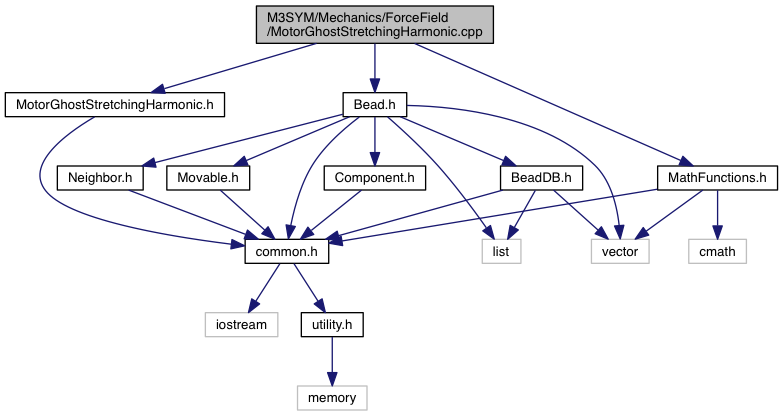 M3SYM/Mechanics/ForceField
/MotorGhostStretchingHarmonic.cpp
MotorGhostStretchingHarmonic.h
Bead.h
Neighbor.h
Movable.h
Component.h
BeadDB.h
MathFunctions.h
common.h
list
vector
cmath
iostream
utility.h
memory